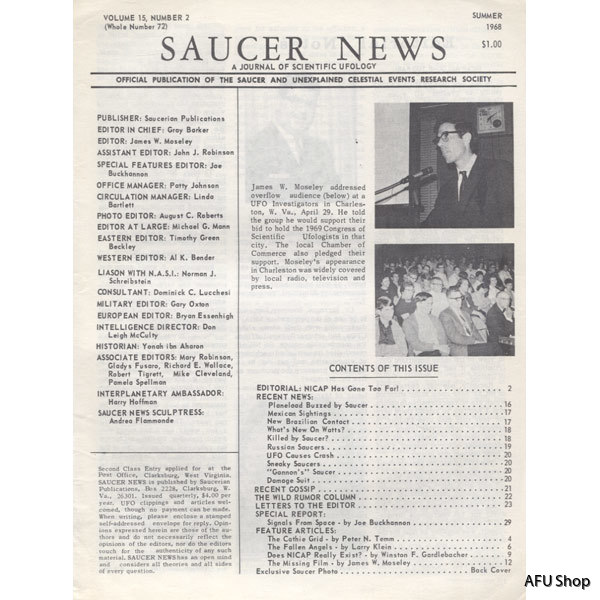 VOLUME 15, NUMBER 2
(Whole Number 72)
SUMMER
1968
$1.00
SAUCER NEWS
A JOURNAL OF SCIENTIFIC UFOLOGY
OFFICIAL PUBLICATION OF THE SAUCER AND UNEXPLAINED CELESTIAL EVENTS RESEARCH SOCIETY
PUBLISHER: Saucerian Publications
EDITOR IN CHIEF: Gray Barker
EDITOR: James W. Moseley
ASSISTANT EDITOR: John J. Robinson
SPECIAL FEATURES EDITOR: Joe
Buckhannon
OFFICE MANAGER: Patty Johnson
CIRCULATION MANAGER: Linda
Bartlett
PHOTO EDITOR: August C. Roberts
EDITOR AT LARGE: Michael G. Mann
EASTERN EDITOR: Timothy Green
Beckley
WESTERN EDITOR: Al K. Bender
LIASON WITH N.A.S.I.: Norman J.
Schreibstein
CONSULTANT: Dominick C. Lucchesi
MILITARY EDITOR: Gary Oxton
EUROPEAN EDITOR: Bryan Essenhigh
INTELLIGENCE DIRECTOR: Don
Leigh McCulty
HISTORIAN: Yonah ibn Aharon
ASSOCIATE EDITORS: Mary Robinson,
Gladys Fusaro, Richard E. Wallace,
Robert Tigrett, Mike Cleveland,
Pamela Spellman
INTERPLANETARY AMBASSADOR:
Harry Hoffman
SAUCER NEWS SCULPTRESS:
Andrea Flammonde
Second Class Entry applied for at the
Post Office, Clarksburg, West Virginia.
SAUCER NEWS is published by Saucerian
Publications, Box 2228, Clarksburg, W.
Va., 26301. Issued quarterly, $4.00 per
year. UFO clippings and articles wel-
comed, though no payment can be made.
When writing, please enclose a stamped
self-addressed envelope for reply. Opin-
ions expressed herein are those of the au-
thors and do not necessarily reflect the
opinions of the editors, nor do the editors
vouch for the authenticity of any such
material. SAUCER NEWS has an open mind
and considers all theories and all sides
of every question.
James W. Moseley addressed
overflow audience (below) at a
UFO Investigators in Charles-
ton, W. Va., April 29. He told
the group he would support their
bid to hold the 1969 Congress of
Scientific Ufologists in that
city. The local Chamber of
Commerce also pledged their
support. Moseley's appearance
in Charleston was widely covered
by local radio, television and
press.
CONTENTS OF THIS ISSUE
EDITORIAL: NICAP Has Gone Too Far! . . . 2
RECENT NEWS:
Planeload Buzzed by Saucer . . . 16
Mexican Sightings . . . 17
New Brazilian Contact . . . 17
What's New On Watts? . . . 18
Killed by Saucer? . . . 18
Russian Saucers . . . 19
UFO Causes Crash . . . 20
Sneaky Saucers . . . 20
"Gannon's" Saucer . . . 20
Damage Suit . . . 20
RECENT GOSSIP . . . 21
THE WILD RUMOR COLUMN . . . 22
LETTERS TO THE EDITOR . . . 23
SPECIAL REPORT:
Signals From Space - by Joe Buckhannon . . . 29
FEATURE ARTICLES:
The Cathie Grid - by Peter N. Temm . . . 4
The Fallen Angels - by Larry Klein . . . 6
Does NICAP Really Exist? - by Winston F. Gardlebacher . . . 9
The Missing Film - by James W. Moseley . . . 12
Exclusive Saucer Photo . . . Back Cover
AFU Shop